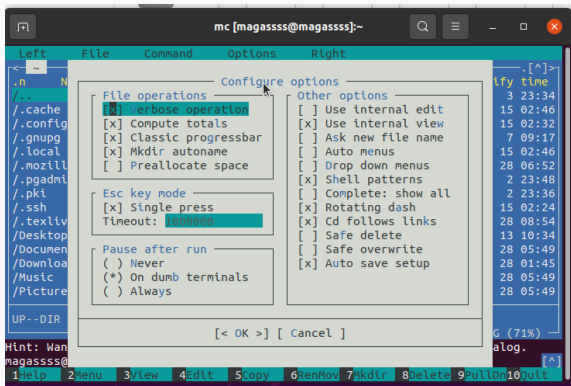 mc [magassss@magassss]:~
Left File Command Options Right
<- ~ .[^]>
.n N ify time
/.. 3 23:34
/.cache 15 02:46
/.config 15 02:32
/.gnupg 7 09:17
/.local 15 02:46
/.mozill 28 06:52
/.pgadmi 2 23:48
/.pki 2 23:36
/.ssh 15 02:24
/.texliv 28 08:54
/Desktop 13 10:34
/Documen 28 05:49
/Downloa 28 01:45
/Music 28 05:49
/Picture 28 05:49
UP--DIR
G (71%)
Configure options
File operations
[x] Verbose operation
[x] Compute totals
[x] Classic progressbar
[x] Mkdir autoname
[ ] Preallocate space
Esc key mode
[x] Single press
Timeout: 1000000
Pause after run
( ) Never
(*) On dumb terminals
( ) Always
Other options
[ ] Use internal edit
[x] Use internal view
[ ] Ask new file name
[ ] Auto menus
[ ] Drop down menus
[x] Shell patterns
[ ] Complete: show all
[x] Rotating dash
[x] Cd follows links
[ ] Safe delete
[ ] Safe overwrite
[x] Auto save setup
[< OK >] [ Cancel ]
Hint: Wan alog.
magassss@ [^]
1Help 2Menu 3View 4Edit 5Copy 6RenMov 7Mkdir 8Delete 9PullDn 10Quit